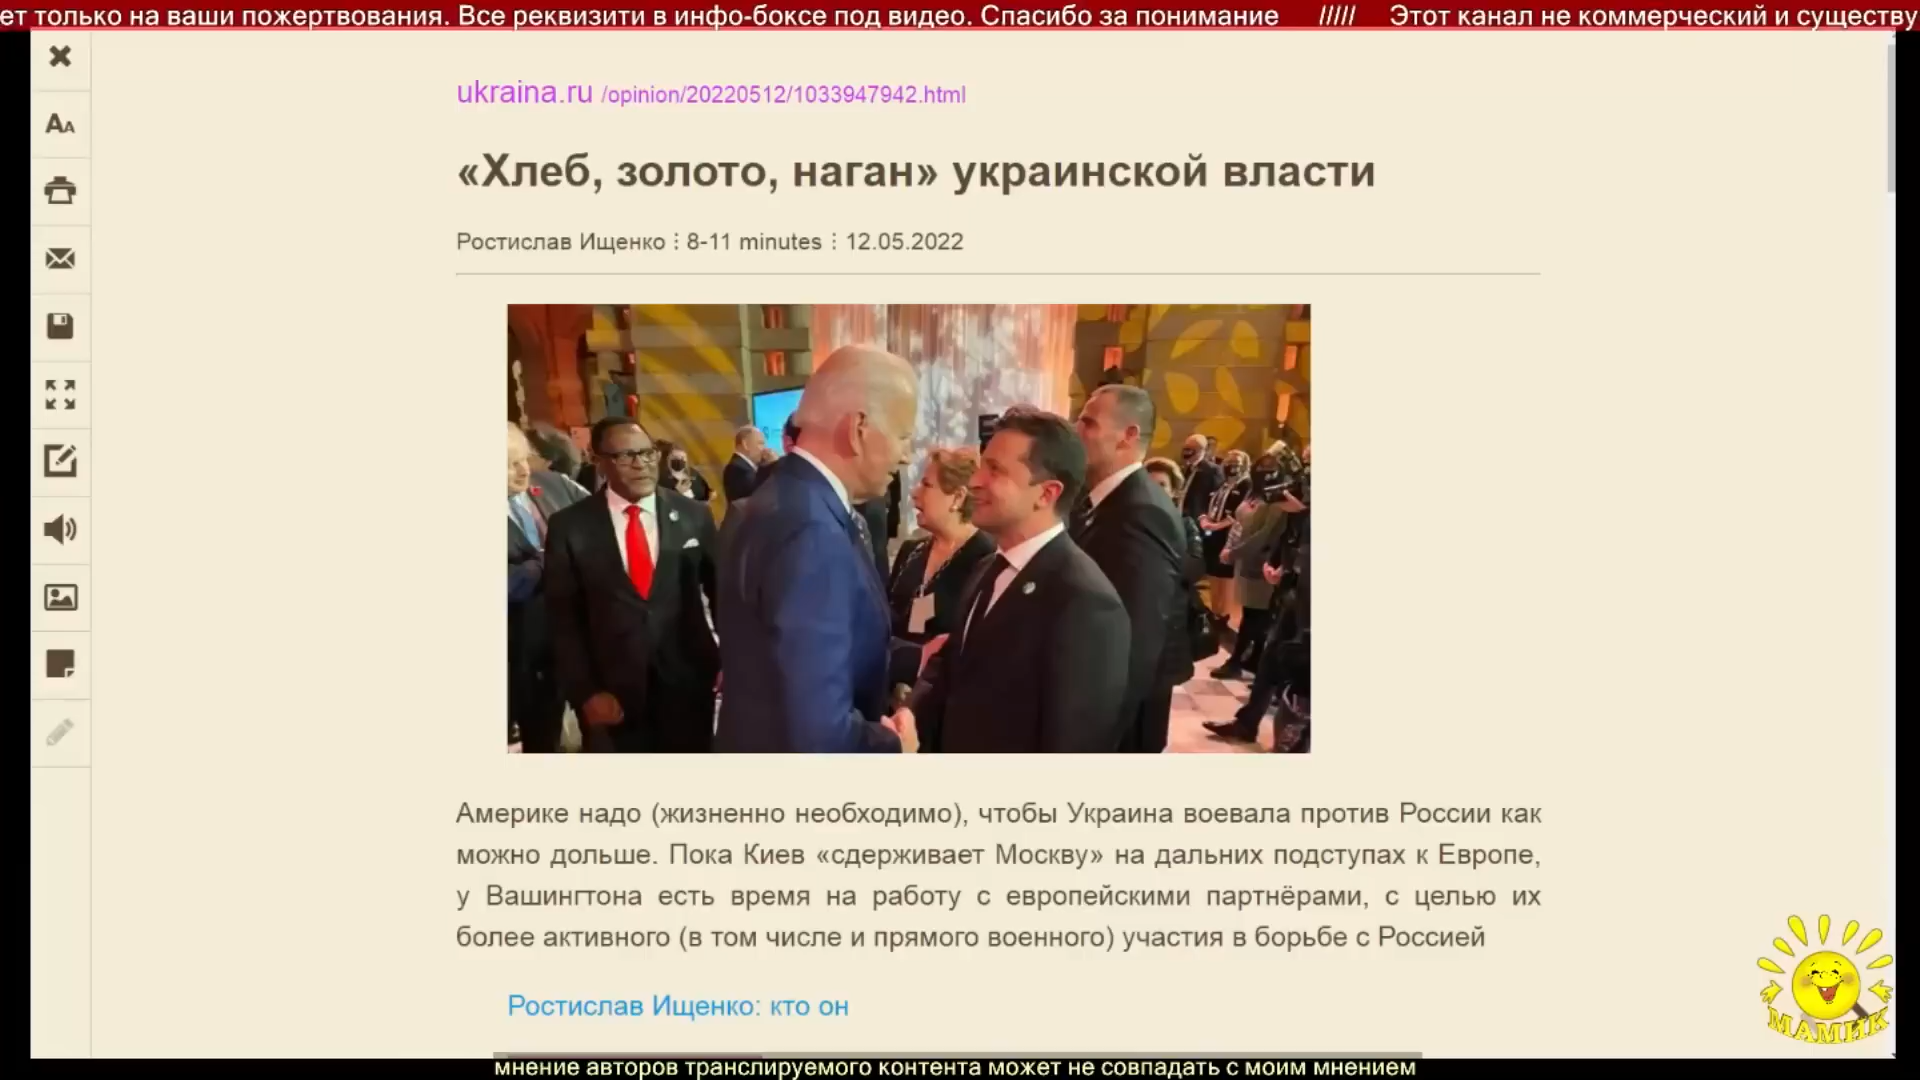 ет только на ваши пожертвования. Все реквизити в инфо-боксе под видео. Спасибо за понимание ///// Этот канал не коммерческий и существу
ukraina.ru /opinion/20220512/1033947942.html
«Хлеб, золото, наган» украинской власти
Ростислав Ищенко ⋮ 8-11 minutes ⋮ 12.05.2022
Америке надо (жизненно необходимо), чтобы Украина воевала против России как
можно дольше. Пока Киев «сдерживает Москву» на дальних подступах к Европе,
у Вашингтона есть время на работу с европейскими партнёрами, с целью их
более активного (в том числе и прямого военного) участия в борьбе с Россией
Ростислав Ищенко: кто он
МАМИК
мнение авторов транслируемого контента может не совпадать с моим мнением